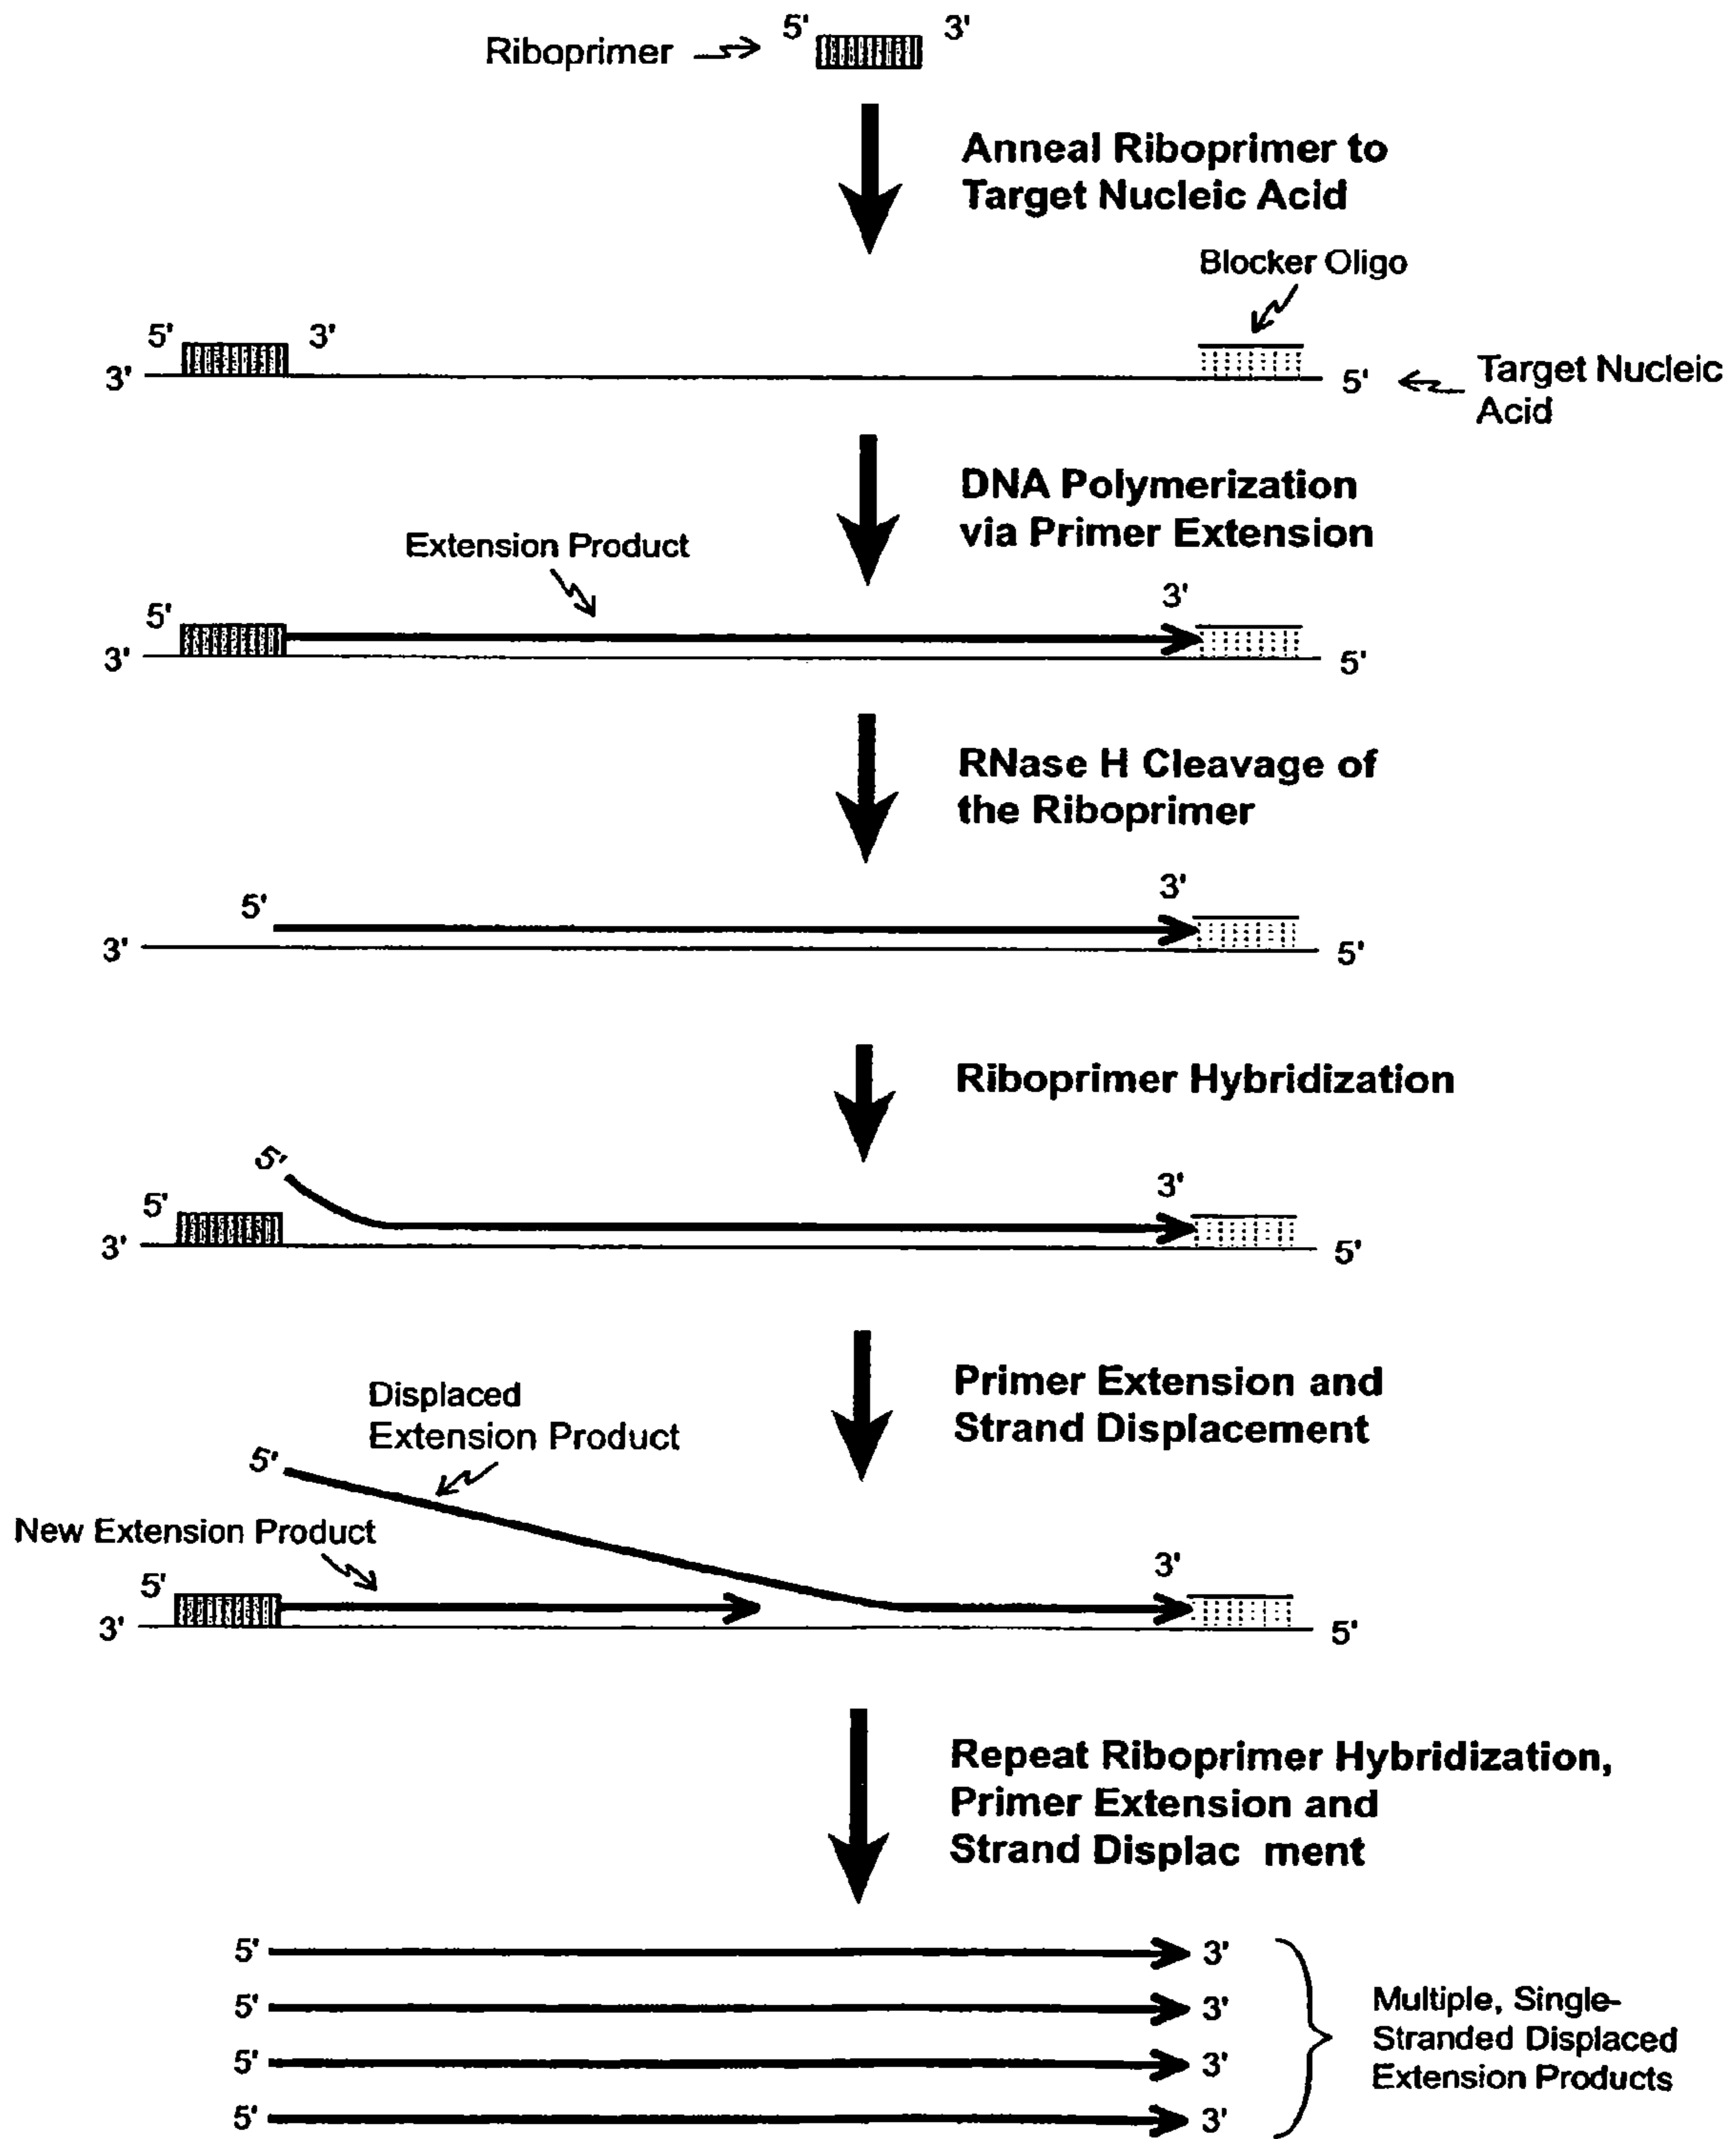 5' 3'
Riboprimer
Anneal Riboprimer to
Target Nucleic Acid
Blocker Oligo
5' 3'
3' 5'
Target Nucleic
Acid
DNA Polymerization
via Primer Extension
Extension Product
5' 3'
3' 5'
RNase H Cleavage of
the Riboprimer
5' 3'
3' 5'
Riboprimer Hybridization
5'
5' 3'
3' 5'
Primer Extension and
Strand Displacement
Displaced
Extension Product
5'
New Extension Product
5' 3'
3' 5'
Repeat Riboprimer Hybridization,
Primer Extension and
Strand Displac ment
5' 3'
5' 3'
5' 3'
5' 3'
Multiple, Single-
Stranded Displaced
Extension Products